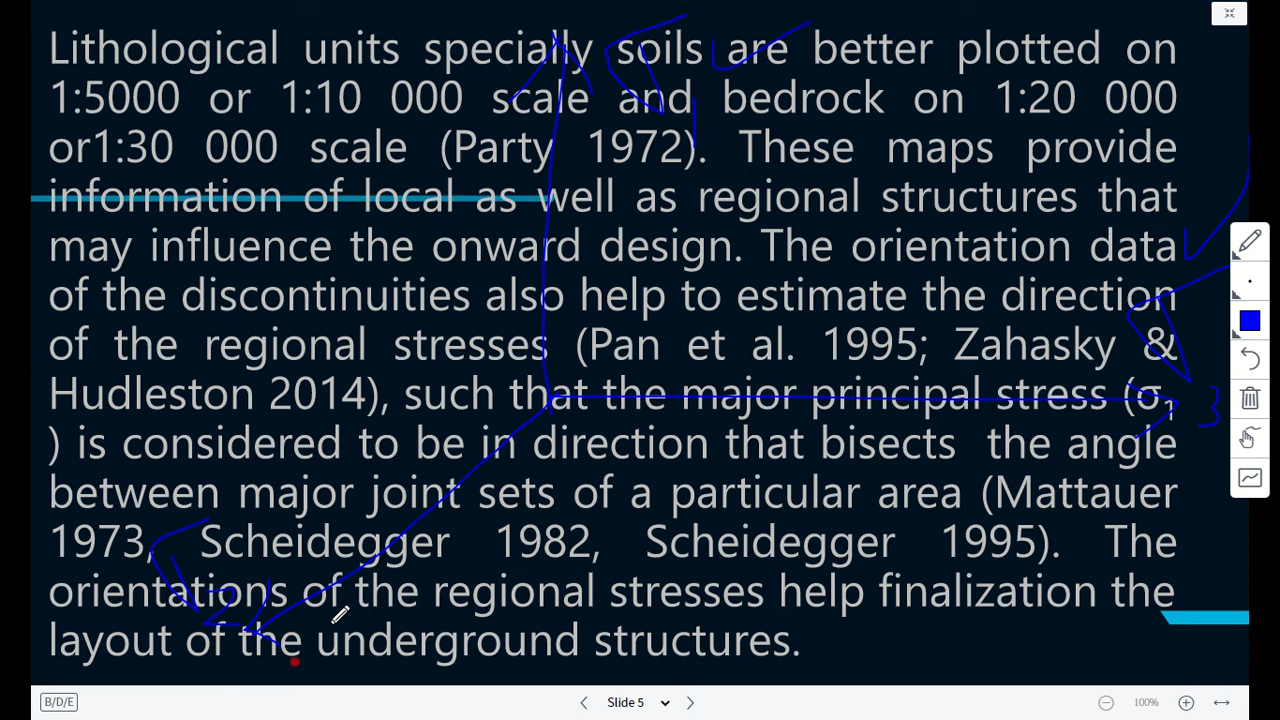 Lithological units specially soils are better plotted on
1:5000 or 1:10 000 scale and bedrock on 1:20 000
or1:30 000 scale (Party 1972). These maps provide
information of local as well as regional structures that
may influence the onward design. The orientation data
of the discontinuities also help to estimate the direction
of the regional stresses (Pan et al. 1995; Zahasky &
Hudleston 2014), such that the major principal stress (σ₁
) is considered to be in direction that bisects the angle
between major joint sets of a particular area (Mattauer
1973, Scheidegger 1982, Scheidegger 1995). The
orientations of the regional stresses help finalization the
layout of the underground structures.
3
2
B/D/E
Slide 5
100%